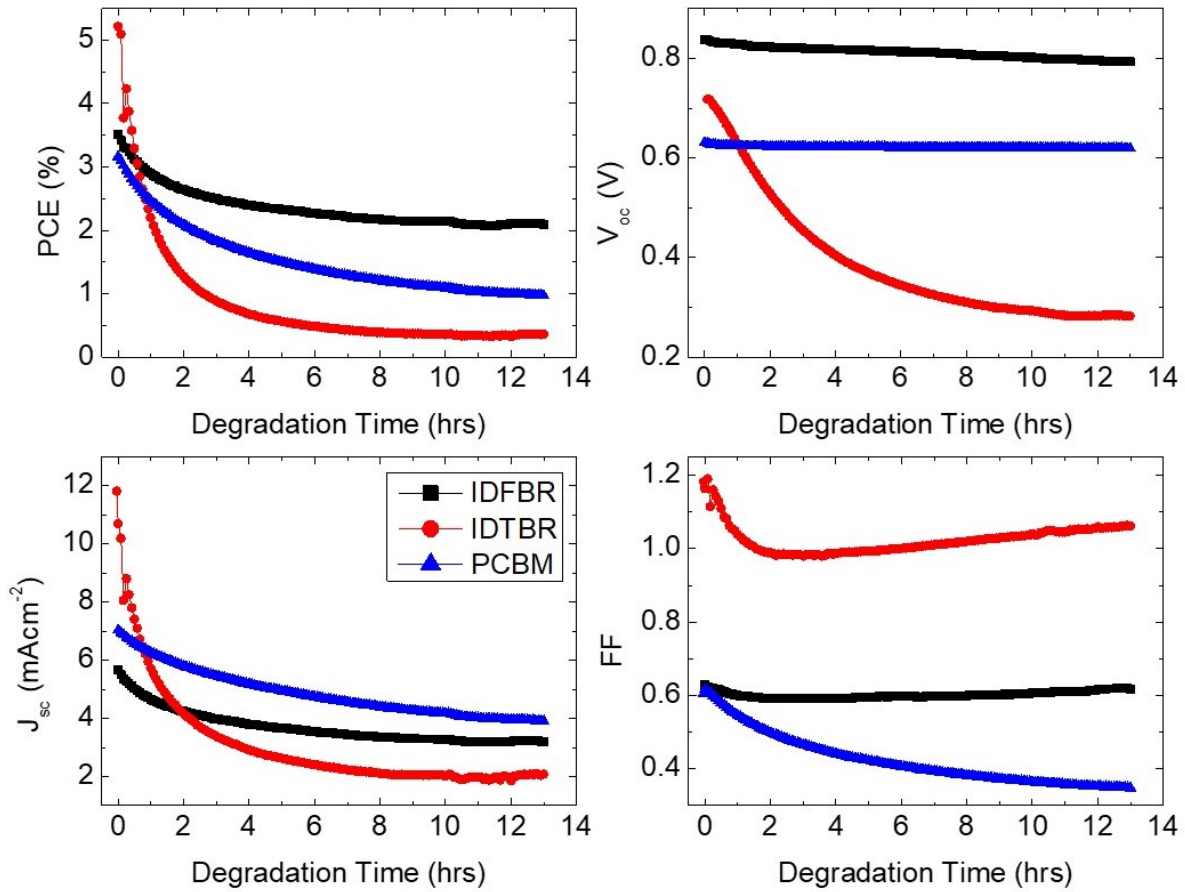 PCE (%)
5
4
3
2
1
0
0 2 4 6 8 10 12 14
Degradation Time (hrs)
V_oc (V)
0.8
0.6
0.4
0.2
0 2 4 6 8 10 12 14
Degradation Time (hrs)
J_sc (mAcm⁻²)
12
10
8
6
4
2
0 2 4 6 8 10 12 14
Degradation Time (hrs)
IDFBR
IDTBR
PCBM
FF
1.2
1.0
0.8
0.6
0.4
0 2 4 6 8 10 12 14
Degradation Time (hrs)